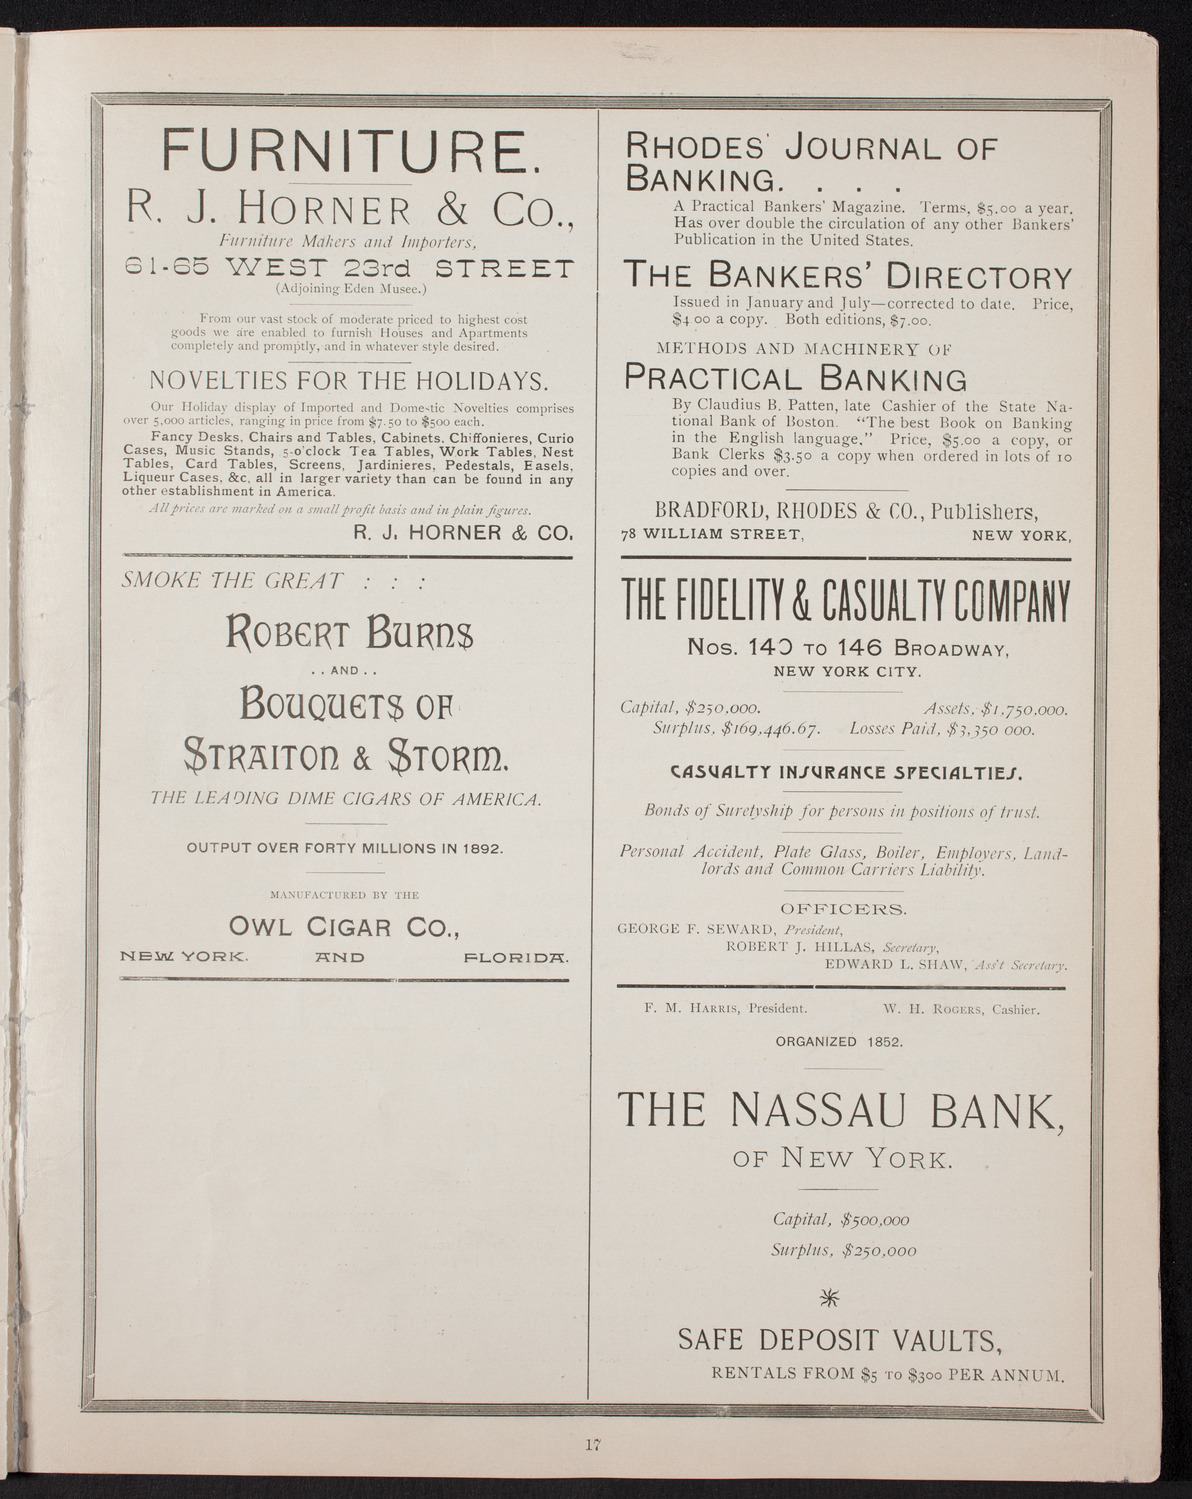 FURNITURE.
R. J. HORNER & CO.,
Furniture Makers and Importers,
61-65 WEST 23rd STREET
(Adjoining Eden Musee.)
From our vast stock of moderate priced to highest cost
goods we are enabled to furnish Houses and Apartments
completely and promptly, and in whatever style desired.
NOVELTIES FOR THE HOLIDAYS.
Our Holiday display of Imported and Domestic Novelties comprises
over 5,000 articles, ranging in price from $7.50 to $500 each.
Fancy Desks, Chairs and Tables, Cabinets, Chiffonieres, Curio
Cases, Music Stands, 5-o'clock Tea Tables, Work Tables, Nest
Tables, Card Tables, Screens, Jardinieres, Pedestals, Easels,
Liqueur Cases, &c, all in larger variety than can be found in any
other establishment in America.
All prices are marked on a small profit basis and in plain figures.
R. J. HORNER & CO.
SMOKE THE GREAT : : :
ROBERT BURNS
. . AND . .
BOUQUETS OF
STRAITON & STORM.
THE LEADING DIME CIGARS OF AMERICA.
OUTPUT OVER FORTY MILLIONS IN 1892.
MANUFACTURED BY THE
OWL CIGAR CO.,
NEW YORK. AND FLORIDA.
RHODES' JOURNAL OF
BANKING. . . . .
A Practical Bankers' Magazine. Terms, $5.00 a year.
Has over double the circulation of any other Bankers'
Publication in the United States.
THE BANKERS' DIRECTORY
Issued in January and July—corrected to date. Price,
$4 00 a copy. Both editions, $7.00.
METHODS AND MACHINERY OF
PRACTICAL BANKING
By Claudius B. Patten, late Cashier of the State Na-
tional Bank of Boston. "The best Book on Banking
in the English language." Price, $5.00 a copy, or
Bank Clerks $3.50 a copy when ordered in lots of 10
copies and over.
BRADFORD, RHODES & CO., Publishers,
78 WILLIAM STREET, NEW YORK,
THE FIDELITY & CASUALTY COMPANY
NOS. 140 TO 146 BROADWAY,
NEW YORK CITY.
Capital, $250,000. Assets, $1,750,000.
Surplus, $169,446.67. Losses Paid, $3,350 000.
CASUALTY INSURANCE SPECIALTIES.
Bonds of Suretyship for persons in positions of trust.
Personal Accident, Plate Glass, Boiler, Employers, Land-
lords and Common Carriers Liability.
OFFICERS.
GEORGE F. SEWARD, President,
ROBERT J. HILLAS, Secretary,
EDWARD L. SHAW, Ass't Secretary.
F. M. HARRIS, President. W. H. ROGERS, Cashier.
ORGANIZED 1852.
THE NASSAU BANK,
OF NEW YORK.
Capital, $500,000
Surplus, $250,000
SAFE DEPOSIT VAULTS,
RENTALS FROM $5 TO $300 PER ANNUM.
17